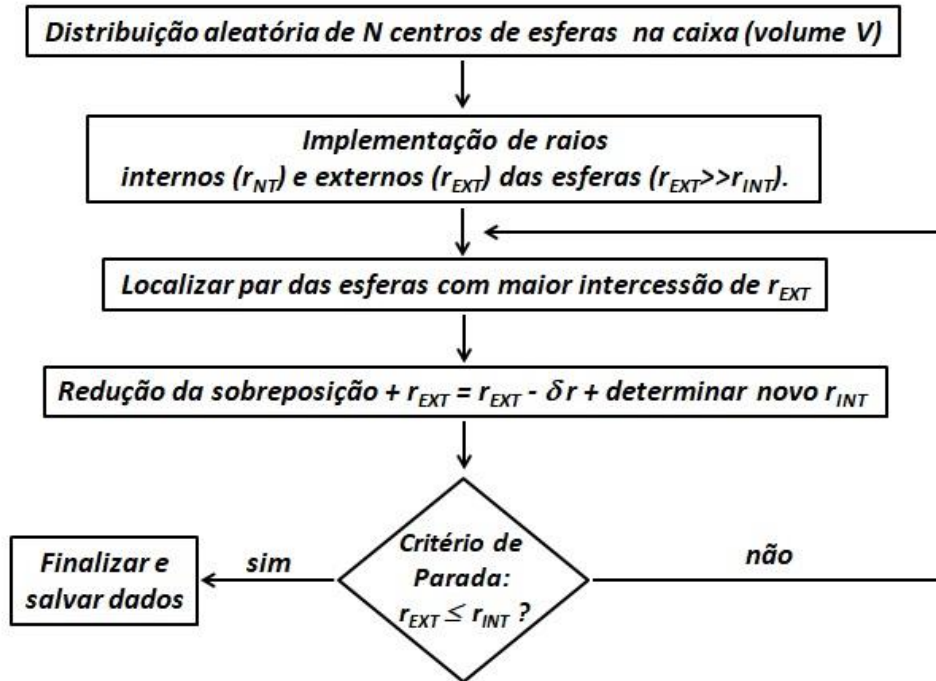 Distribuição aleatória de N centros de esferas na caixa (volume V)
Implementação de raios
internos (rNT) e externos (rEXT) das esferas (rEXT>>rINT).
Localizar par das esferas com maior intercessão de rEXT
Redução da sobreposição + rEXT = rEXT - δ r + determinar novo rINT
Critério de
Parada:
rEXT ≤ rINT ?
sim
não
Finalizar e
salvar dados